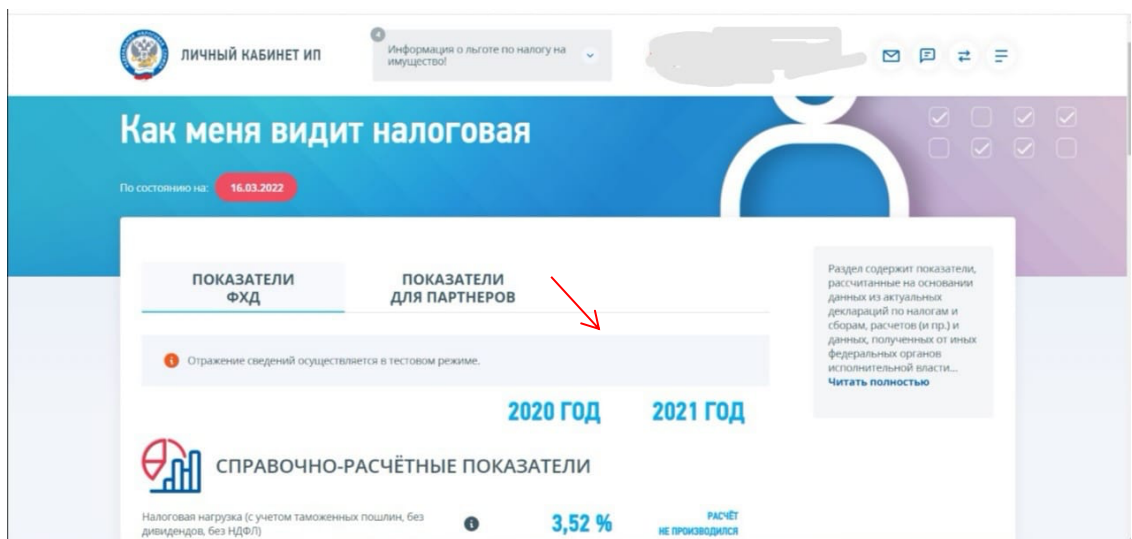 ЛИЧНЫЙ КАБИНЕТ ИП
4
Информация о льготе по налогу на
имущество!
Как меня видит налоговая
По состоянию на: 16.03.2022
ПОКАЗАТЕЛИ
ФХД
ПОКАЗАТЕЛИ
ДЛЯ ПАРТНЕРОВ
Раздел содержит показатели,
рассчитанные на основании
данных из актуальных
деклараций по налогам и
сборам, расчетов (и пр.) и
данных, полученных от иных
федеральных органов
исполнительной власти...
Читать полностью
Отражение сведений осуществляется в тестовом режиме.
2020 ГОД 2021 ГОД
СПРАВОЧНО-РАСЧЁТНЫЕ ПОКАЗАТЕЛИ
Налоговая нагрузка (с учетом таможенных пошлин, без
дивидендов, без НДФЛ)
3,52 %
РАСЧЁТ
НЕ ПРОИЗВОДИЛСЯ